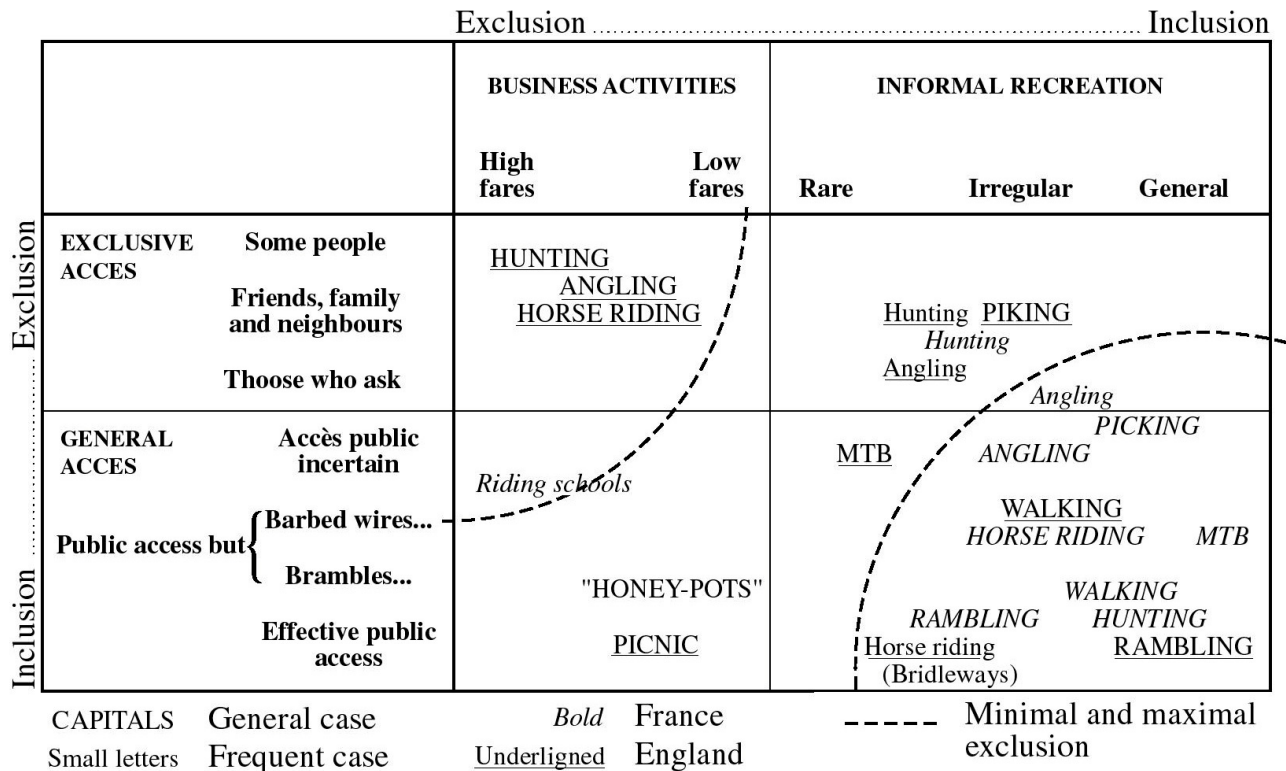 Exclusion ........................................................ Inclusion
BUSINESS ACTIVITIES
INFORMAL RECREATION
High fares
Low fares
Rare
Irregular
General
Exclusion
Inclusion
EXCLUSIVE ACCES
Some people
Friends, family
and neighbours
Thoose who ask
HUNTING
ANGLING
HORSE RIDING
Hunting PIKING
Hunting
Angling
Angling
GENERAL ACCES
Accès public
incertain
Public access but
Barbed wires...
Brambles...
Effective public
access
Riding schools
"HONEY-POTS"
PICNIC
PICKING
MTB
ANGLING
WALKING
HORSE RIDING
MTB
WALKING
RAMBLING
HUNTING
Horse riding
RAMBLING
(Bridleways)
CAPITALS General case
Small letters Frequent case
Bold France
Underligned England
Minimal and maximal
exclusion